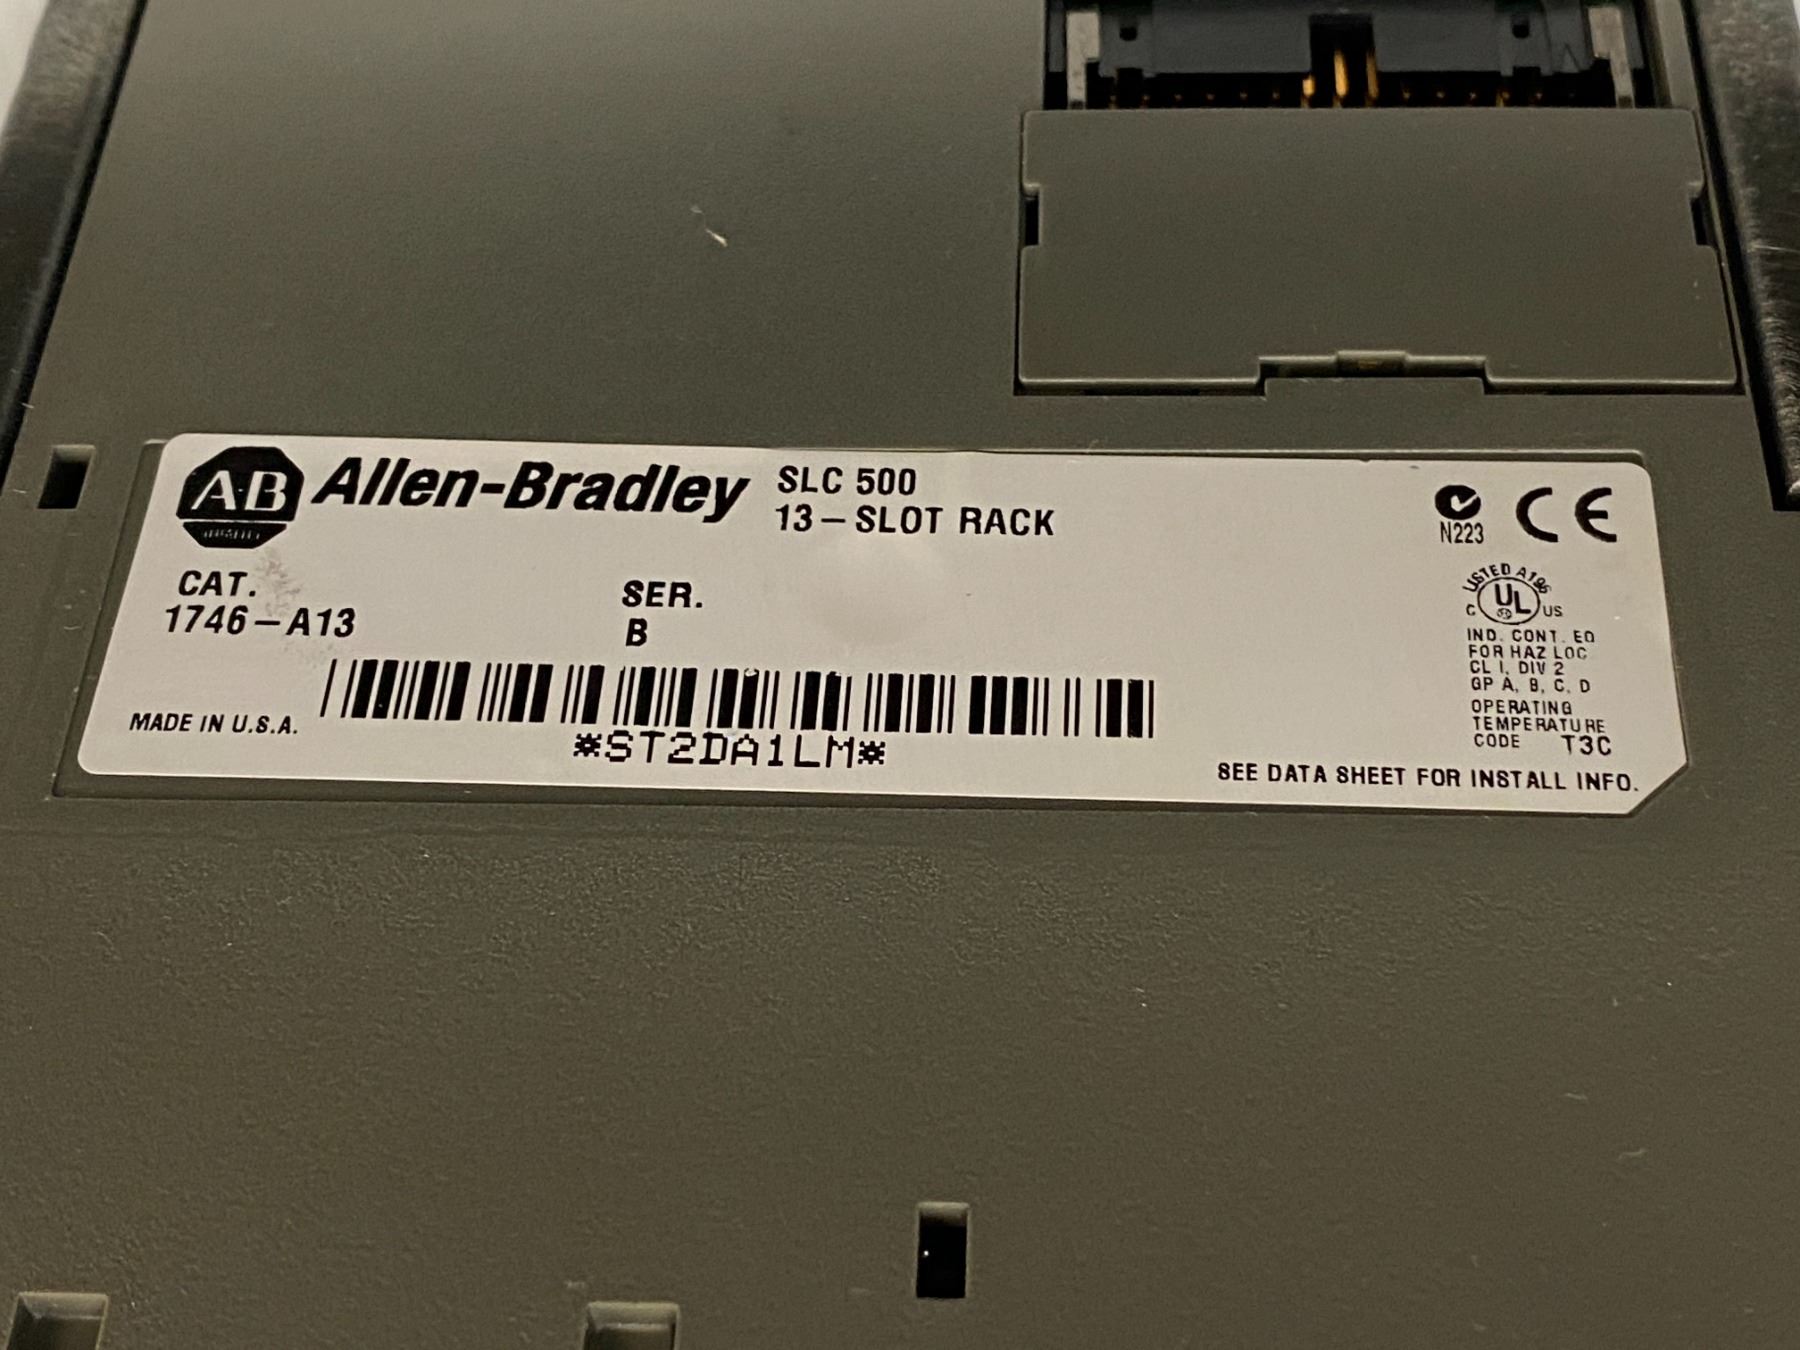 A-B Allen-Bradley
SLC 500
13-SLOT RACK
N223 CE
CAT.
1746-A13
SER.
B
LISTED A196
C UL US
IND. CONT. EQ
FOR HAZ LOC
CL I, DIV 2
GP A, B, C, D
OPERATING
TEMPERATURE
CODE T3C
MADE IN U.S.A.
*ST2DA1LM*
SEE DATA SHEET FOR INSTALL INFO.